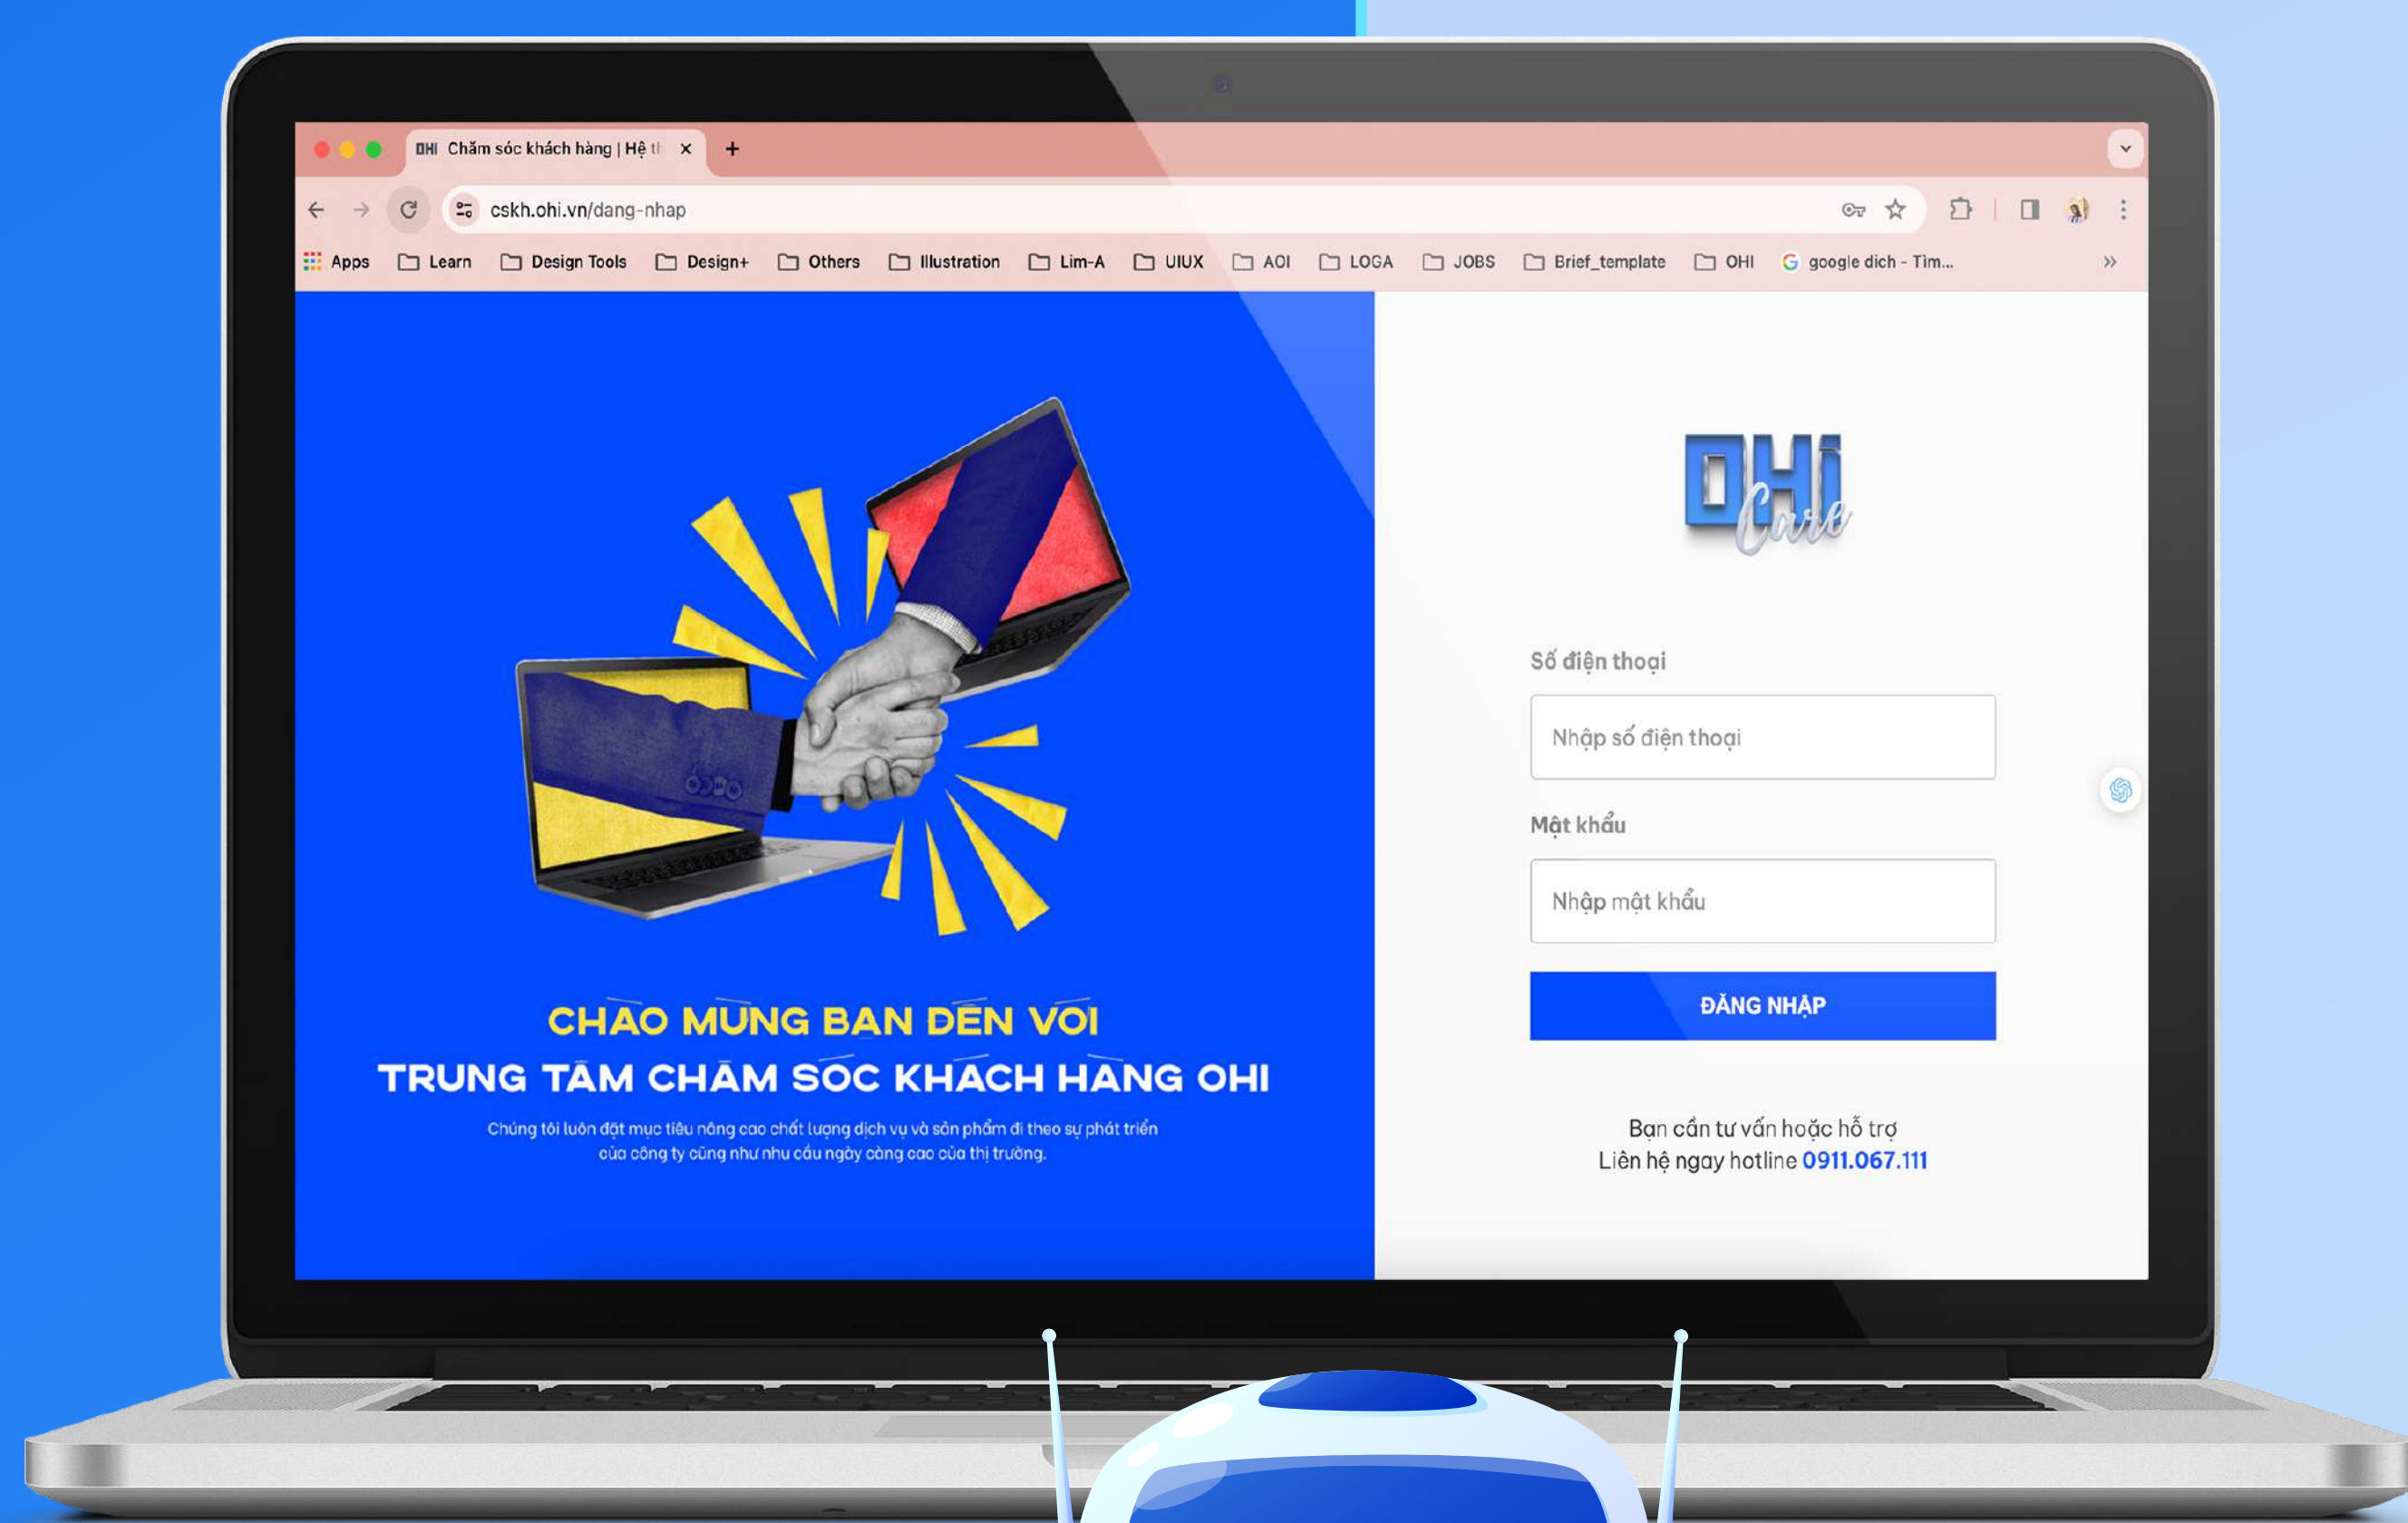 OHI Chăm sóc khách hàng | Hệ th
cskh.ohi.vn/dang-nhap
Apps Learn Design Tools Design+ Others Illustration Lim-A UIUX AOI LOGA JOBS Brief_template OHI google dich - Tìm...
CHÀO MỪNG BẠN ĐẾN VỚI
TRUNG TÂM CHĂM SÓC KHÁCH HÀNG OHI
Chúng tôi luôn đặt mục tiêu nâng cao chất lượng dịch vụ và sản phẩm đi theo sự phát triển
của công ty cũng như nhu cầu ngày càng cao của thị trường.
OHi
Care
Số điện thoại
Nhập số điện thoại
Mật khẩu
Nhập mật khẩu
ĐĂNG NHẬP
Bạn cần tư vấn hoặc hỗ trợ
Liên hệ ngay hotline 0911.067.111